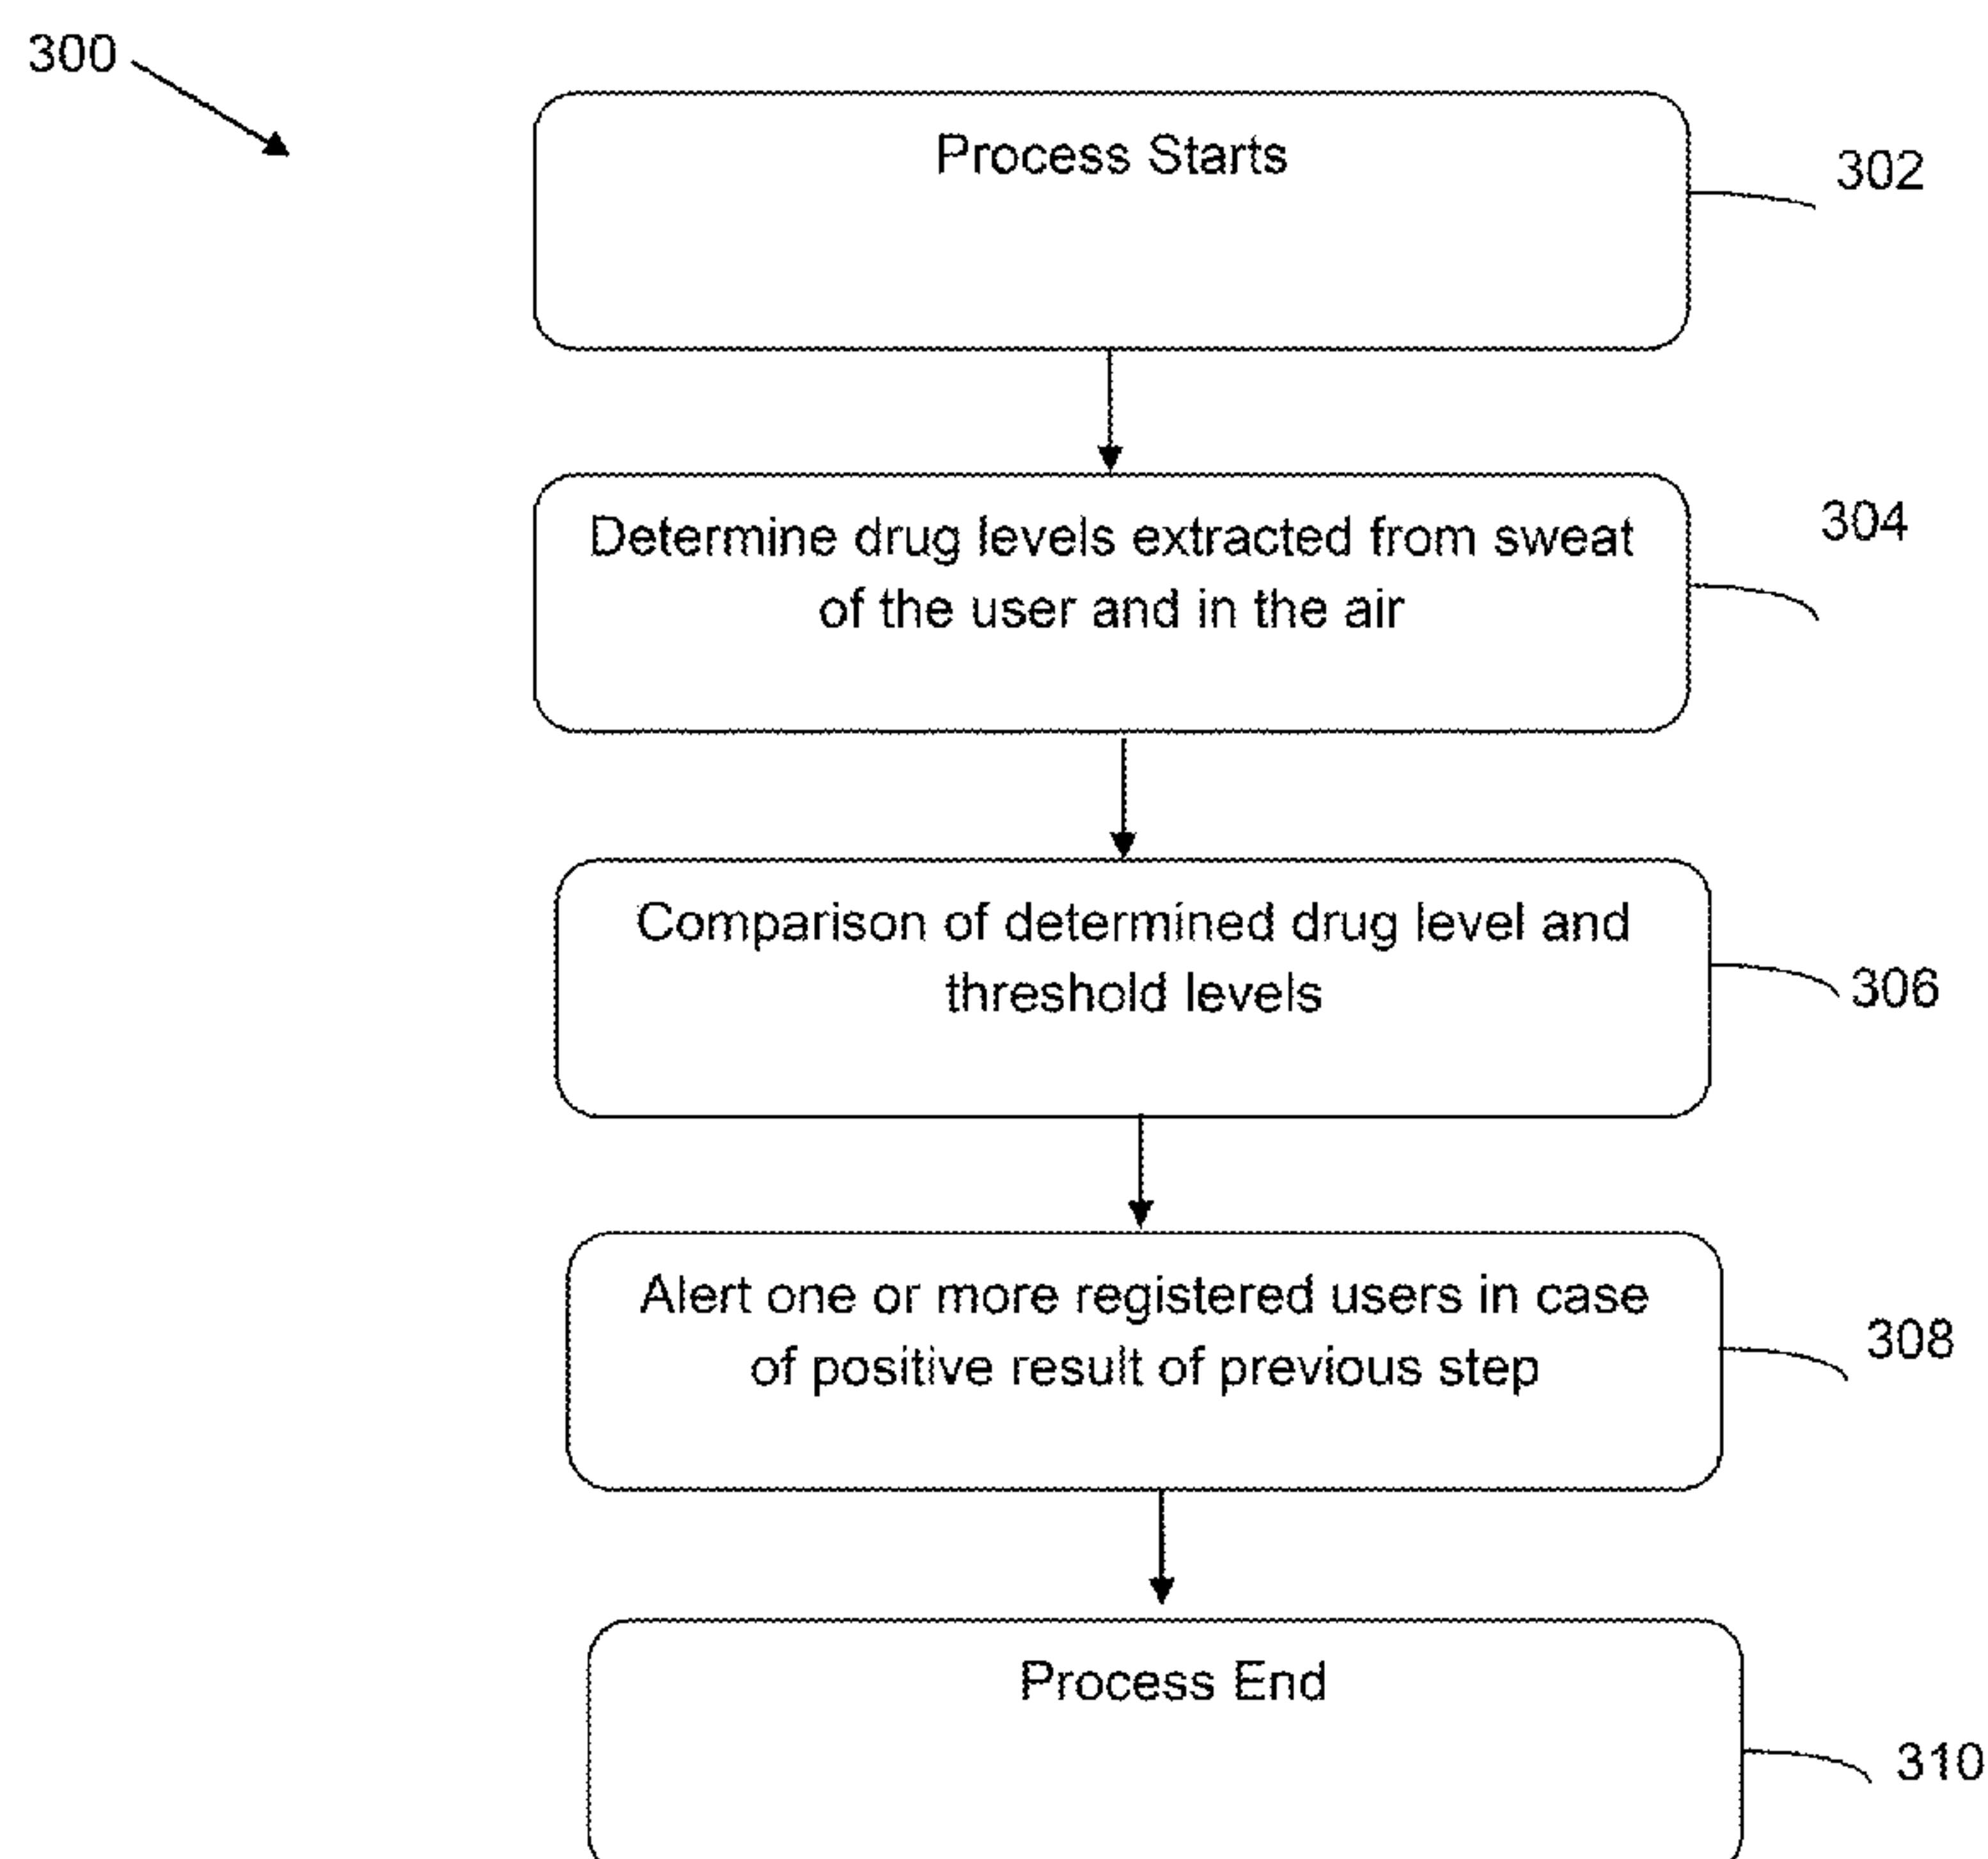 300
Process Starts
302
Determine drug levels extracted from sweat
of the user and in the air
304
Comparison of determined drug level and
threshold levels
306
Alert one or more registered users in case
of positive result of previous step
308
Process End
310